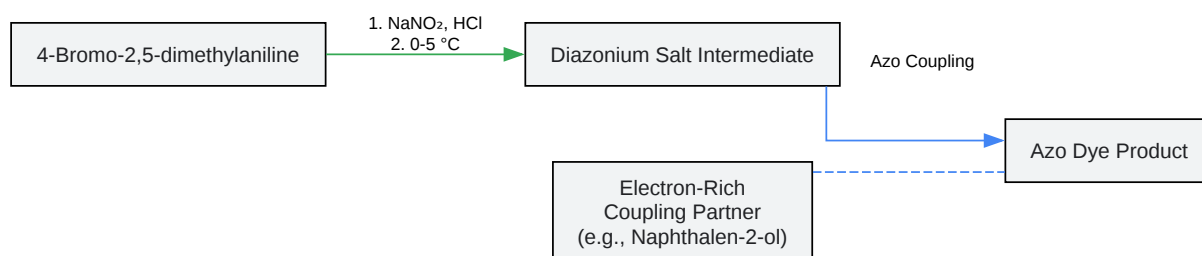 4-Bromo-2,5-dimethylaniline
1. NaNO₂, HCl
2. 0-5 °C
Diazonium Salt Intermediate
Azo Coupling
Azo Dye Product
Electron-Rich
Coupling Partner
(e.g., Naphthalen-2-ol)